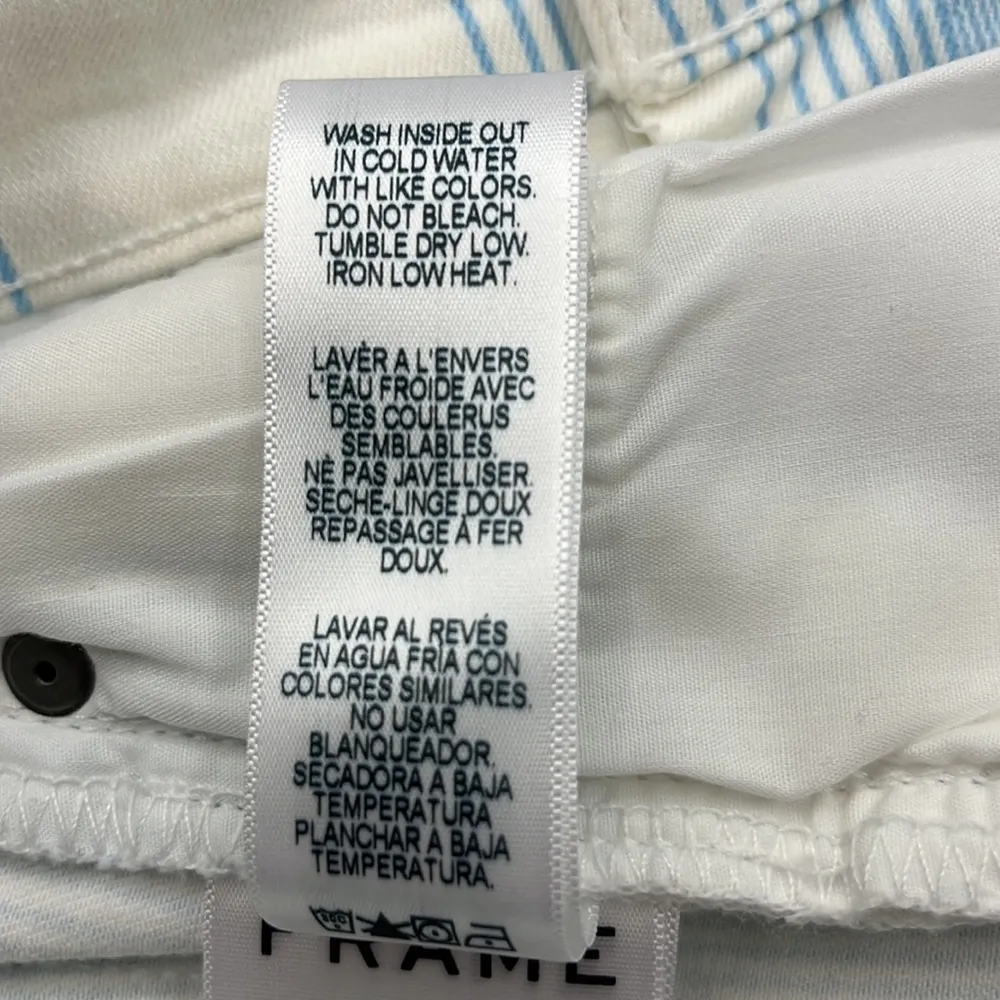 WASH INSIDE OUT
IN COLD WATER
WITH LIKE COLORS.
DO NOT BLEACH.
TUMBLE DRY LOW.
IRON LOW HEAT.
LAVÈR A L'ENVERS
L'EAU FROIDE AVEC
DES COULERUS
SEMBLABLES.
NÈ PAS JAVELLISER
SÈCHE-LINGE DOUX
REPASSAGE À FER
DOUX.
LAVAR AL REVÉS
EN AGUA FRÍA CON
COLORES SIMILARES.
NO USAR
BLANQUEADOR.
SECADORA A BAJA
TEMPERATURA
PLANCHAR A BAJA
TEMPERATURA.
FRAME